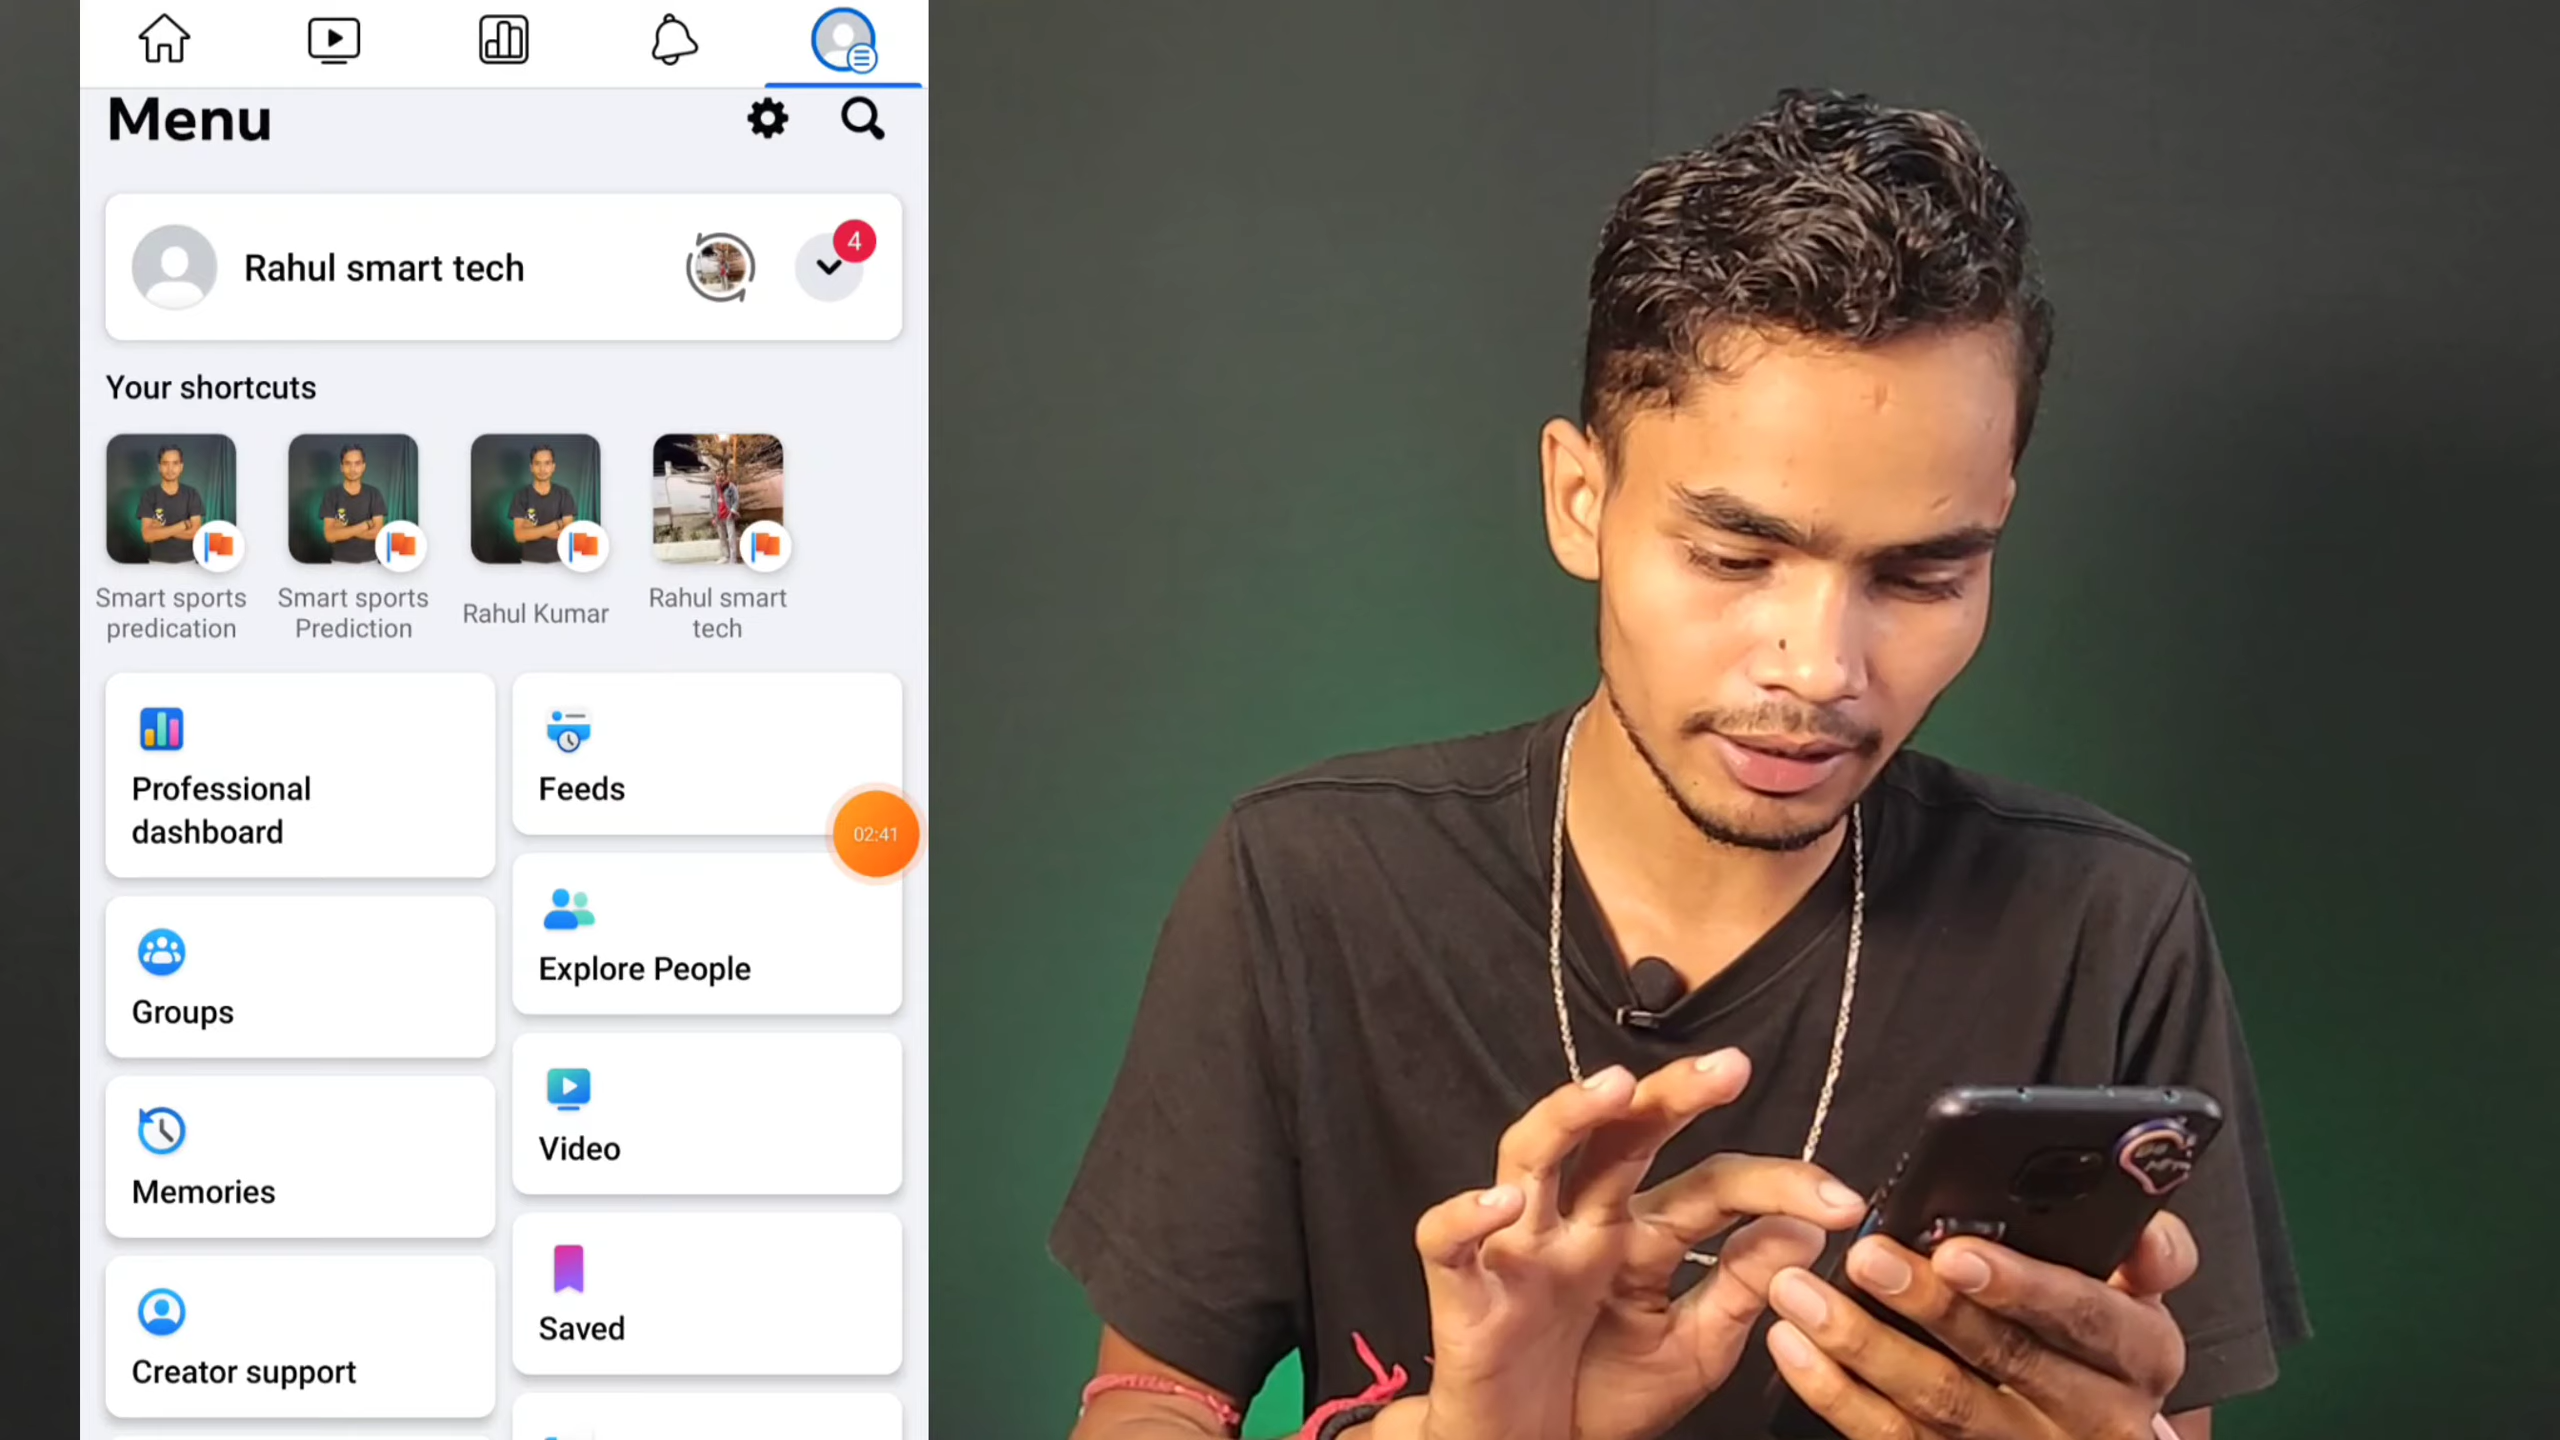 Menu
Rahul smart tech
4
Your shortcuts
Smart sports
predication
Smart sports
Prediction
Rahul Kumar
Rahul smart
tech
Professional
dashboard
Feeds
02:41
Explore People
Groups
Video
Memories
Saved
Creator support